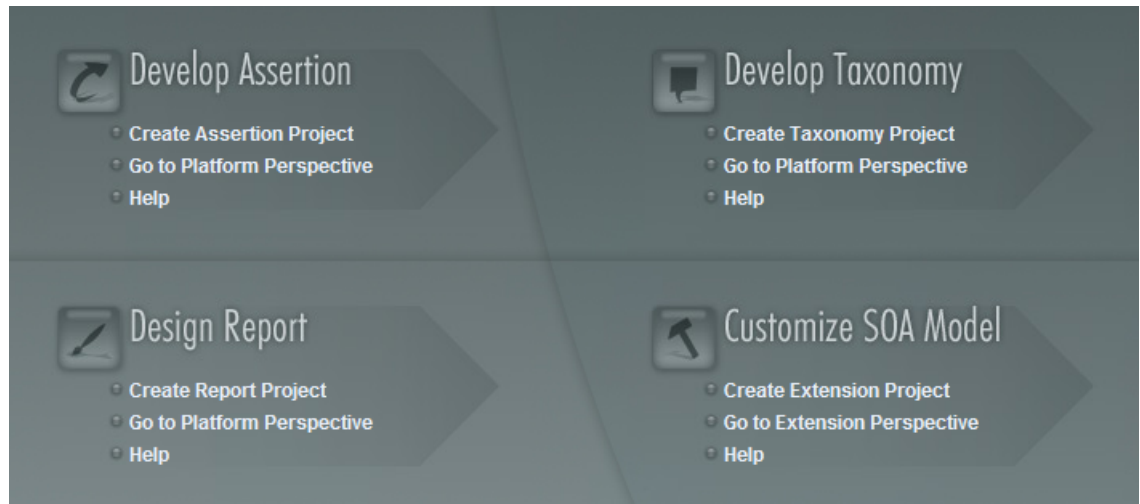 Develop Assertion
Create Assertion Project
Go to Platform Perspective
Help
Develop Taxonomy
Create Taxonomy Project
Go to Platform Perspective
Help
Design Report
Create Report Project
Go to Platform Perspective
Help
Customize SOA Model
Create Extension Project
Go to Extension Perspective
Help